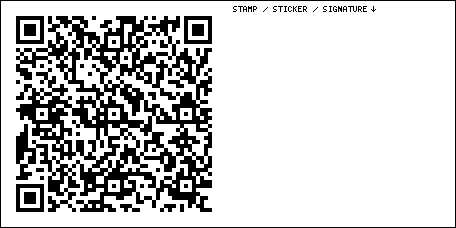 STAMP / STICKER / SIGNATURE ↓